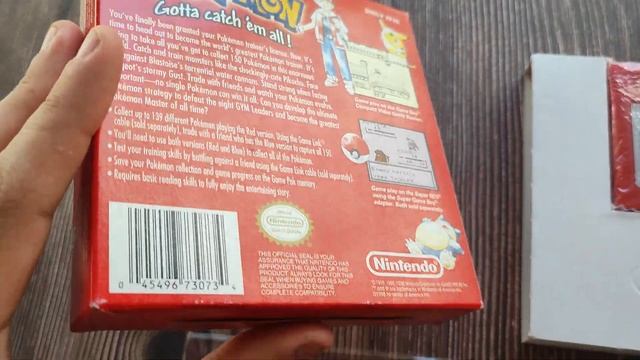 Gotta catch 'em all!
You've finally been granted your Pokémon trainer's license. Now, it's
time to head out to become the world's greatest Pokémon trainer. It's
going to take all you've got to collect 150 Pokémon in this enormous
world. Catch and train monsters like the shockingly-cute Pikachu. Face
against Blastoise's torrential water cannons. Stand strong when facing
Pidgeot's stormy Gust. Trade with friends and watch your Pokémon evolve.
Important—no single Pokémon can win it all. Can you develop the ultimate
Pokémon strategy to defeat the eight GYM Leaders and become the greatest
Pokémon Master of all time?
• Collect up to 139 different Pokémon playing the Red version. Using the Game Link®
cable (sold separately), trade with a friend who has the Blue version to capture all 150.
• You'll need to use both versions (Red and Blue) to collect all of the Pokémon.
• Test your training skills by battling against a friend using the Game Link cable (sold separately).
• Save your Pokémon collection and game progress on the Game Pak memory.
• Requires basic reading skills to fully enjoy the entertaining story.
Game play on the Game Boy®
Game play on the Super NES®
using the Super Game Boy®
adapter. Both sold separately.
0 45496 73073 4
Official
Nintendo
Seal of Quality
THIS OFFICIAL SEAL IS YOUR
ASSURANCE THAT NINTENDO HAS
APPROVED THE QUALITY OF THIS
PRODUCT. ALWAYS LOOK FOR THIS
SEAL WHEN BUYING GAMES AND
ACCESSORIES TO ENSURE
COMPLETE COMPATIBILITY.
Nintendo